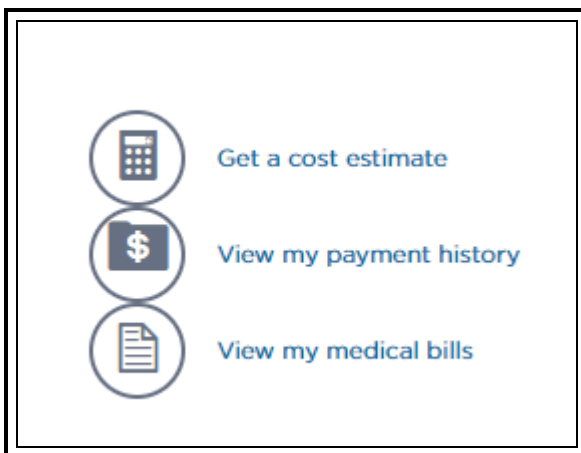 Get a cost estimate
$
View my payment history
View my medical bills